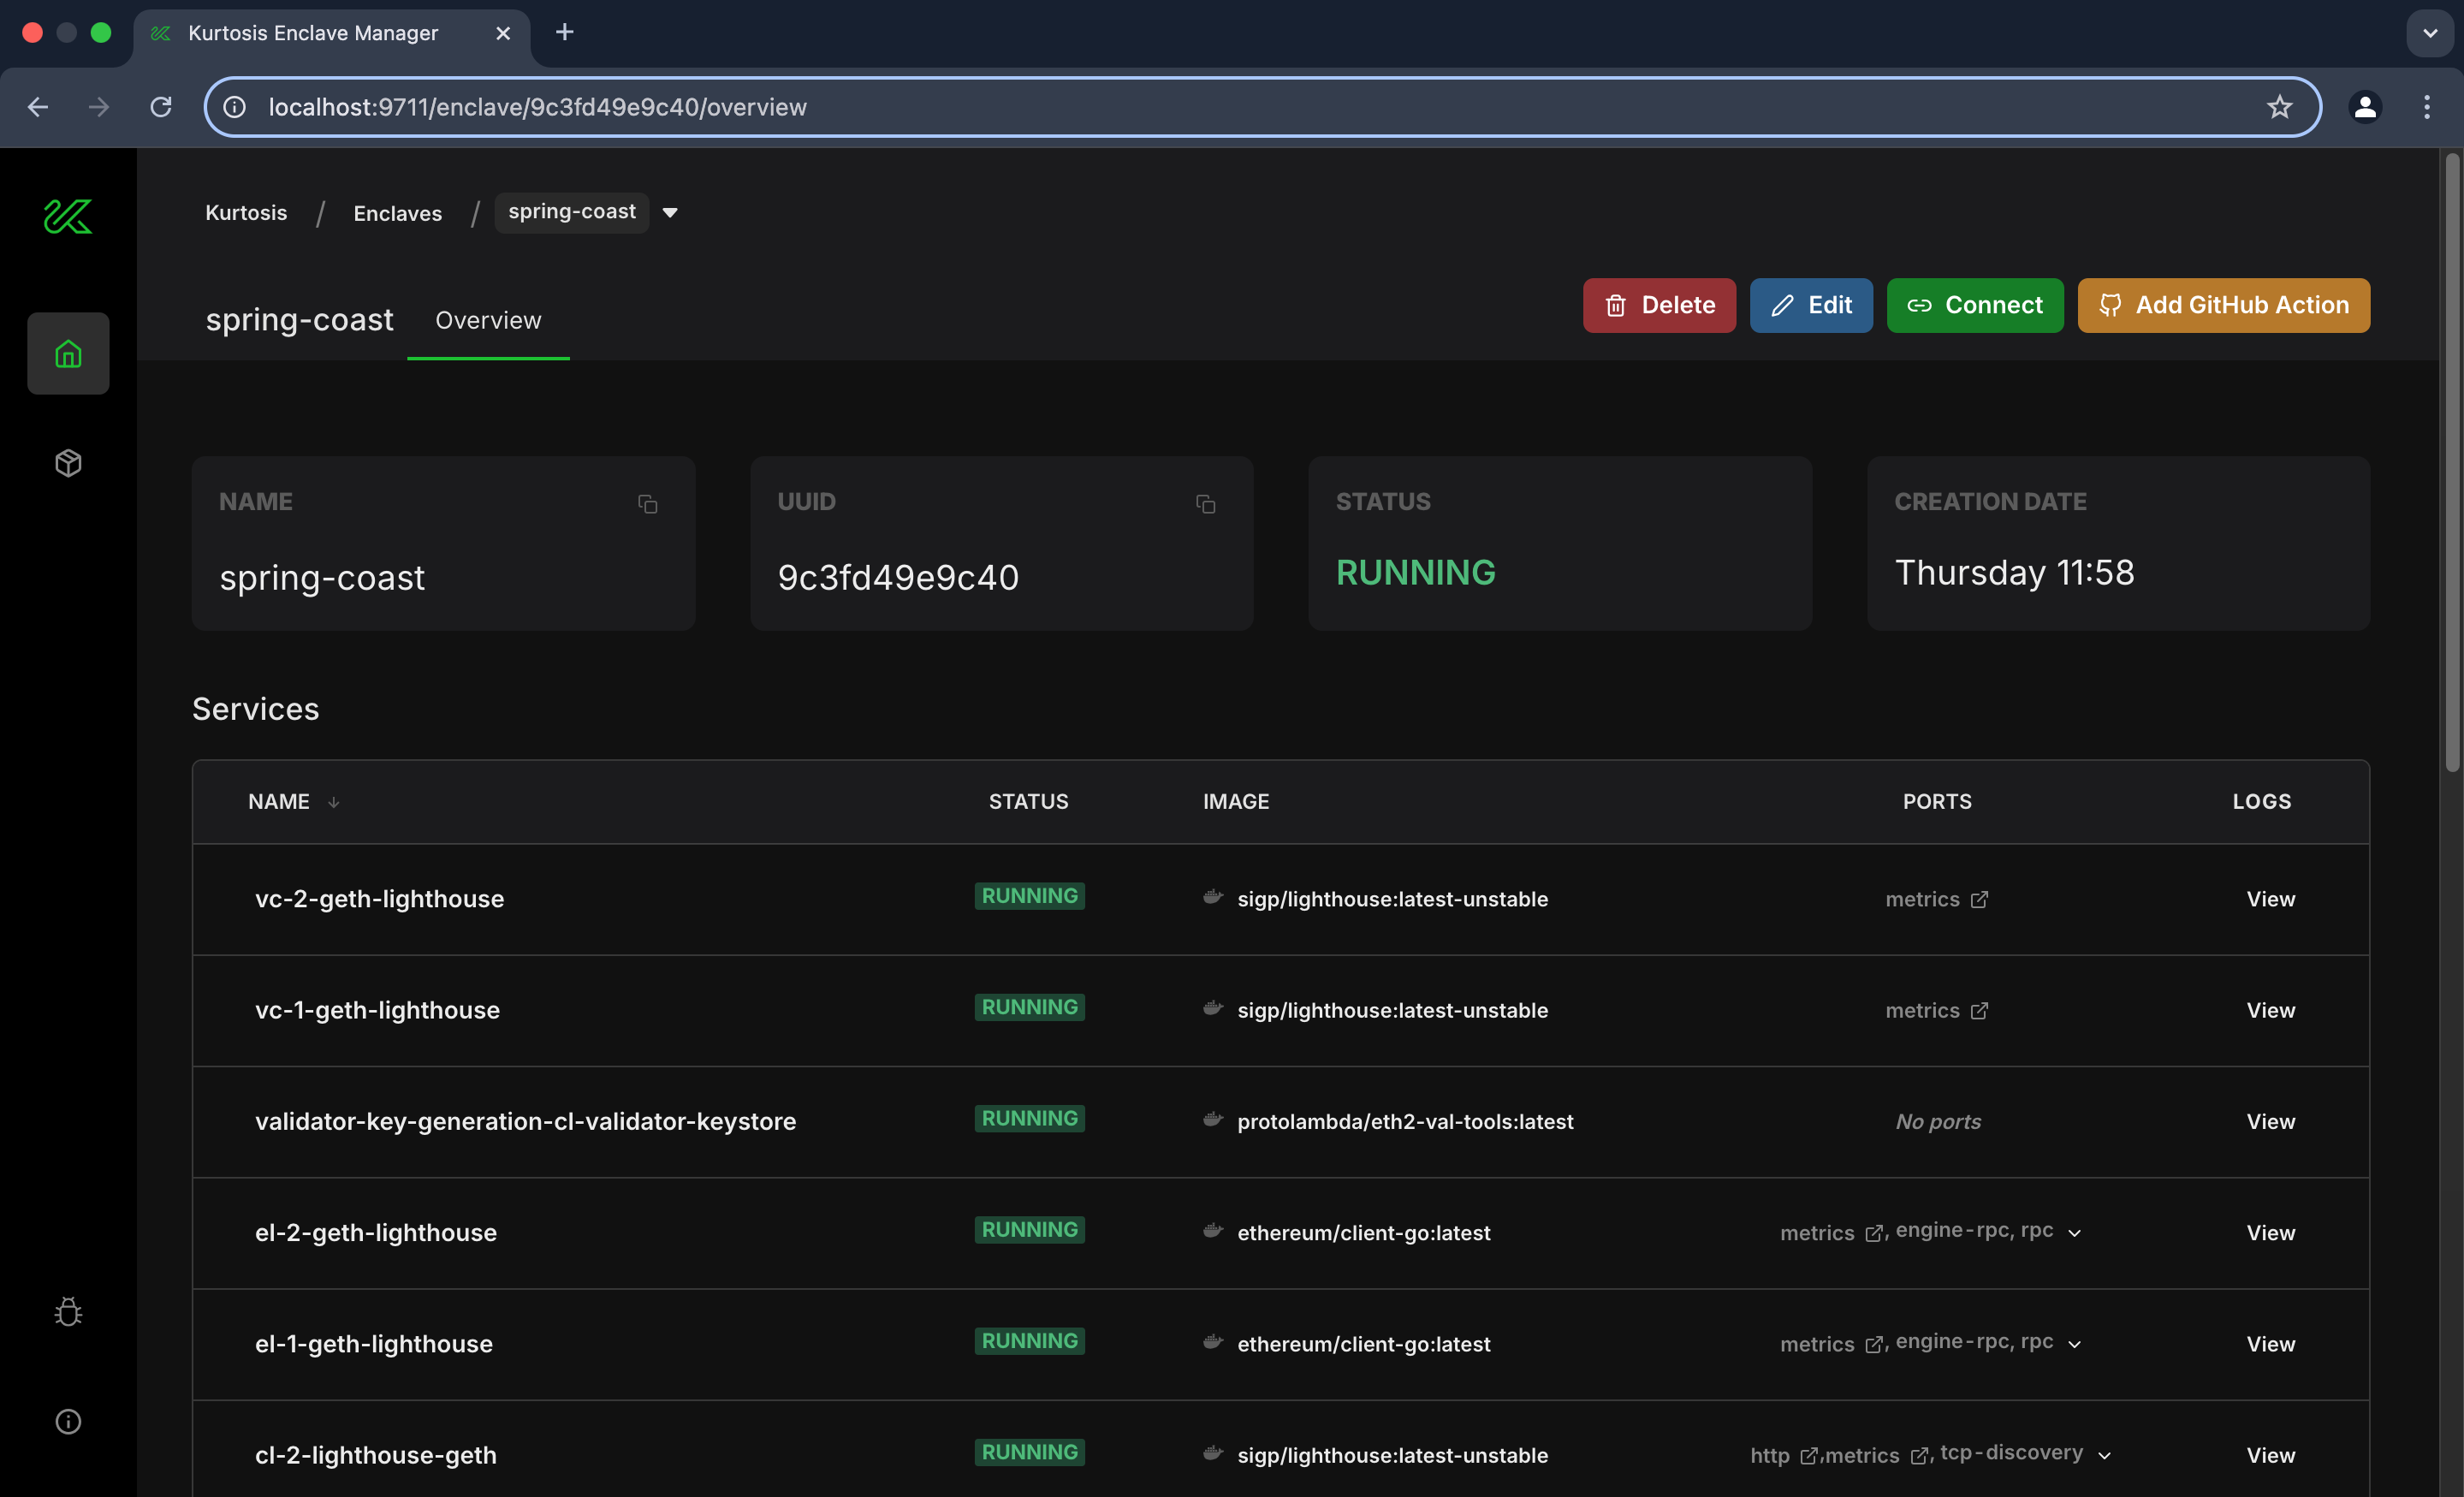 Kurtosis Enclave Manager
localhost:9711/enclave/9c3fd49e9c40/overview
Kurtosis / Enclaves / spring-coast
spring-coast Overview
Delete Edit Connect Add GitHub Action
NAME UUID STATUS CREATION DATE
spring-coast 9c3fd49e9c40 RUNNING Thursday 11:58
Services
NAME STATUS IMAGE PORTS LOGS
vc-2-geth-lighthouse RUNNING sigp/lighthouse:latest-unstable metrics View
vc-1-geth-lighthouse RUNNING sigp/lighthouse:latest-unstable metrics View
validator-key-generation-cl-validator-keystore RUNNING protolambda/eth2-val-tools:latest No ports View
el-2-geth-lighthouse RUNNING ethereum/client-go:latest metrics , engine-rpc, rpc View
el-1-geth-lighthouse RUNNING ethereum/client-go:latest metrics , engine-rpc, rpc View
cl-2-lighthouse-geth RUNNING sigp/lighthouse:latest-unstable http ,metrics , tcp-discovery View